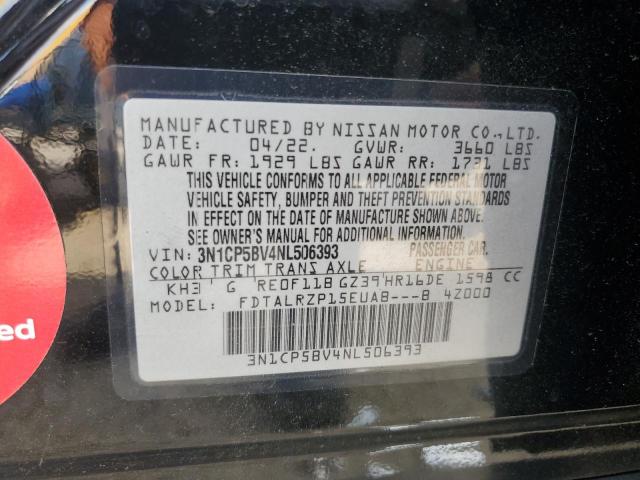 MANUFACTURED BY NISSAN MOTOR CO., LTD.
DATE: 04/22. GVWR: 3660 LBS
GAWR FR: 1929 LBS GAWR RR: 1731 LBS
THIS VEHICLE CONFORMS TO ALL APPLICABLE FEDERAL MOTOR
VEHICLE SAFETY, BUMPER AND THEFT PREVENTION STANDARDS
IN EFFECT ON THE DATE OF MANUFACTURE SHOWN ABOVE.
SEE OWNER'S MANUAL FOR ADDITIONAL INFORMATION.
VIN: 3N1CP5BV4NL506393 PASSENGER CAR.
COLOR TRIM TRANS AXLE ENGINE
KH3 G RE0F11B GZ39 HR16DE 1598 CC
MODEL: FDTALRZP15EUAB---B 4Z000
3N1CP5BV4NL506393
ed